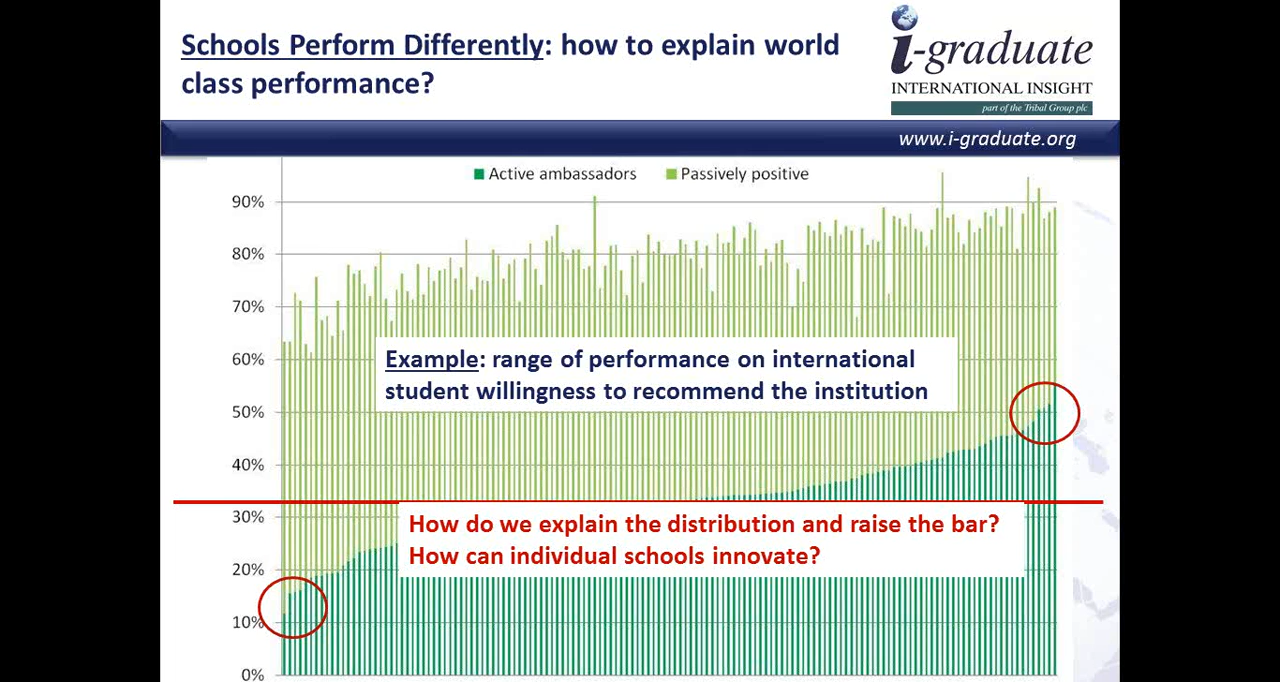 Schools Perform Differently: how to explain world
class performance?
i-graduate
INTERNATIONAL INSIGHT
part of the Tribal Group plc
www.i-graduate.org
Active ambassadors
Passively positive
90%
80%
70%
60%
Example: range of performance on international
student willingness to recommend the institution
50%
40%
30%
How do we explain the distribution and raise the bar?
How can individual schools innovate?
20%
10%
0%